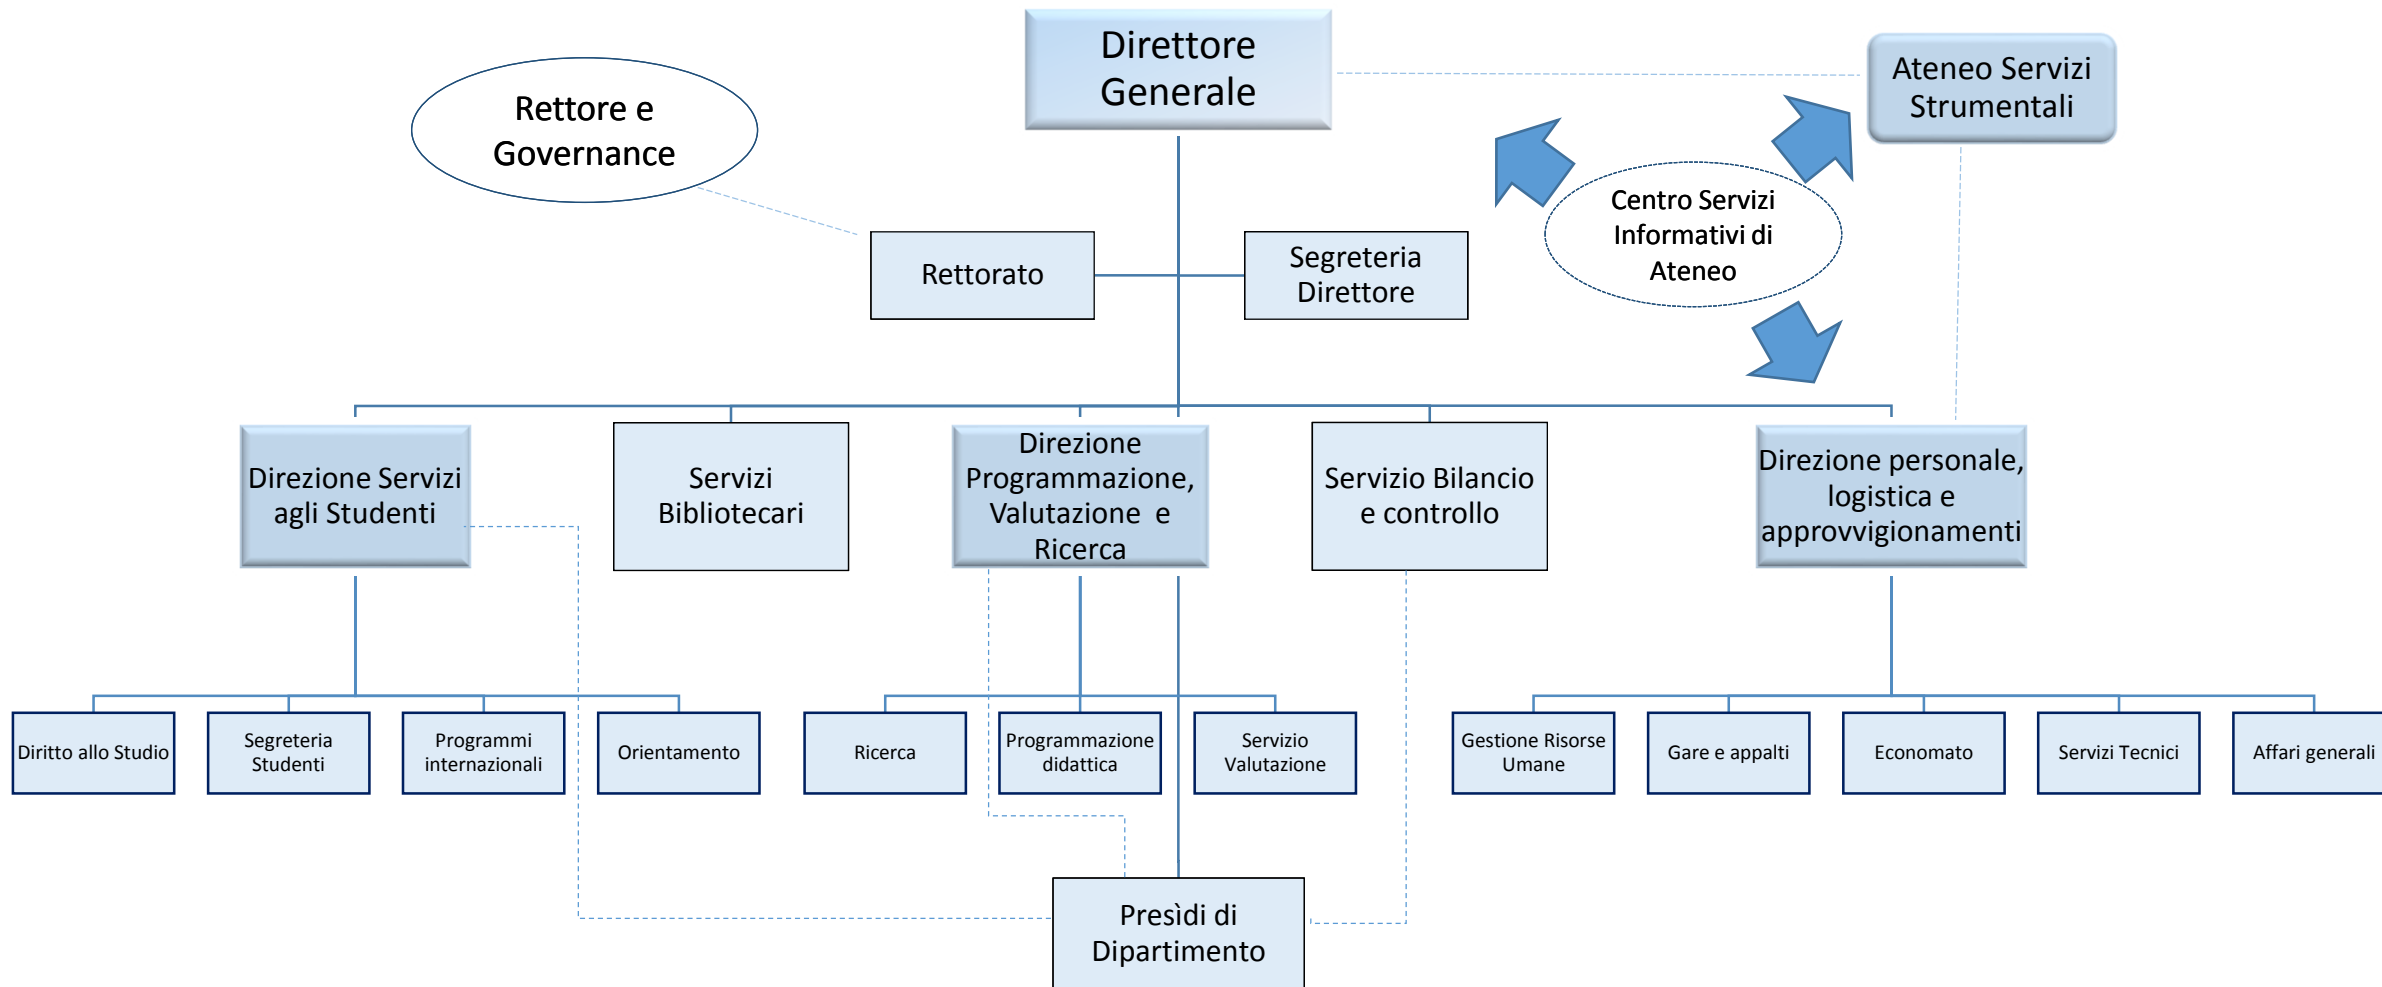 Direttore
Generale
Ateneo Servizi
Strumentali
Rettore e
Governance
Centro Servizi
Informativi di
Ateneo
Rettorato
Segreteria
Direttore
Direzione Servizi
agli Studenti
Servizi
Bibliotecari
Direzione
Programmazione,
Valutazione e
Ricerca
Servizio Bilancio
e controllo
Direzione personale,
logistica e
approvvigionamenti
Diritto allo Studio
Segreteria
Studenti
Programmi
internazionali
Orientamento
Ricerca
Programmazione
didattica
Servizio
Valutazione
Gestione Risorse
Umane
Gare e appalti
Economato
Servizi Tecnici
Affari generali
Presìdi di
Dipartimento